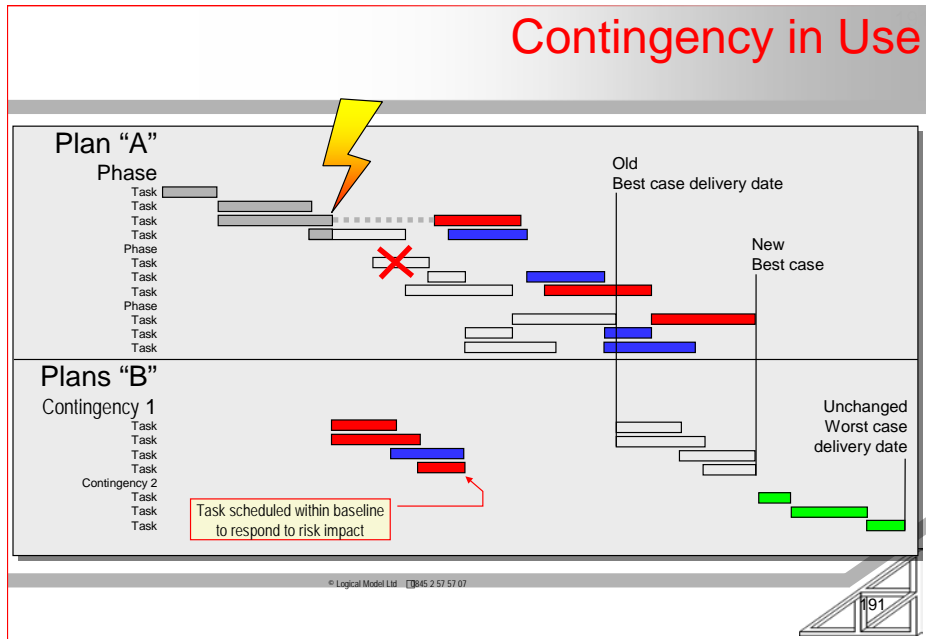 Contingency in Use
Plan “A”
Phase
Task
Task
Task
Task
Phase
Task
Task
Task
Phase
Task
Task
Task
Old
Best case delivery date
New
Best case
Plans “B”
Contingency 1
Task
Task
Task
Task
Contingency 2
Task
Task
Task
Unchanged
Worst case
delivery date
Task scheduled within baseline
to respond to risk impact
© Logical Model Ltd 0845 2 57 57 07
191